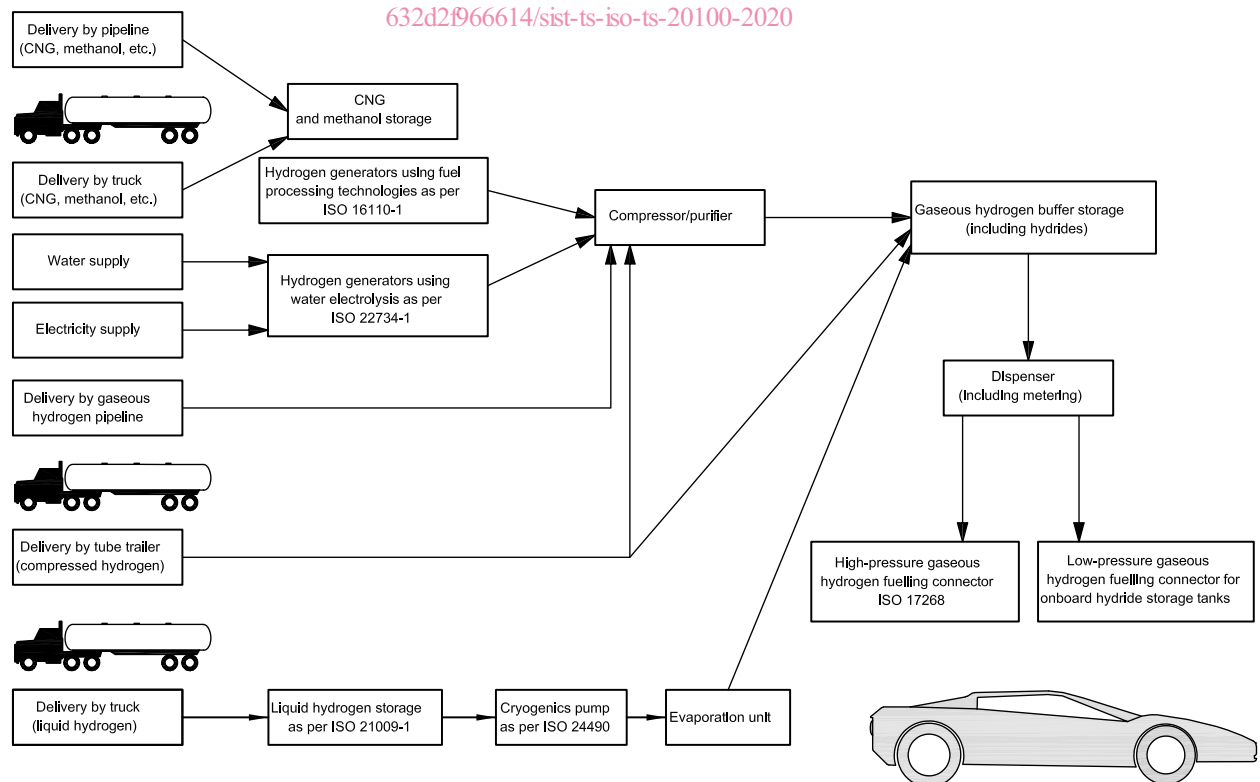 632d2f966614/sist-ts-iso-ts-20100-2020
Delivery by pipeline
(CNG, methanol, etc.)
CNG
and methanol storage
Delivery by truck
(CNG, methanol, etc.)
Hydrogen generators using fuel
processing technologies as per
ISO 16110-1
Compressor/purifier
Gaseous hydrogen buffer storage
(including hydrides)
Water supply
Hydrogen generators using
water electrolysis as per
ISO 22734-1
Electricity supply
Dispenser
(including metering)
Delivery by gaseous
hydrogen pipeline
Delivery by tube trailer
(compressed hydrogen)
High-pressure gaseous
hydrogen fuelling connector
ISO 17268
Low-pressure gaseous
hydrogen fuelling connector for
onboard hydride storage tanks
Delivery by truck
(liquid hydrogen)
Liquid hydrogen storage
as per ISO 21009-1
Cryogenics pump
as per ISO 24490
Evaporation unit